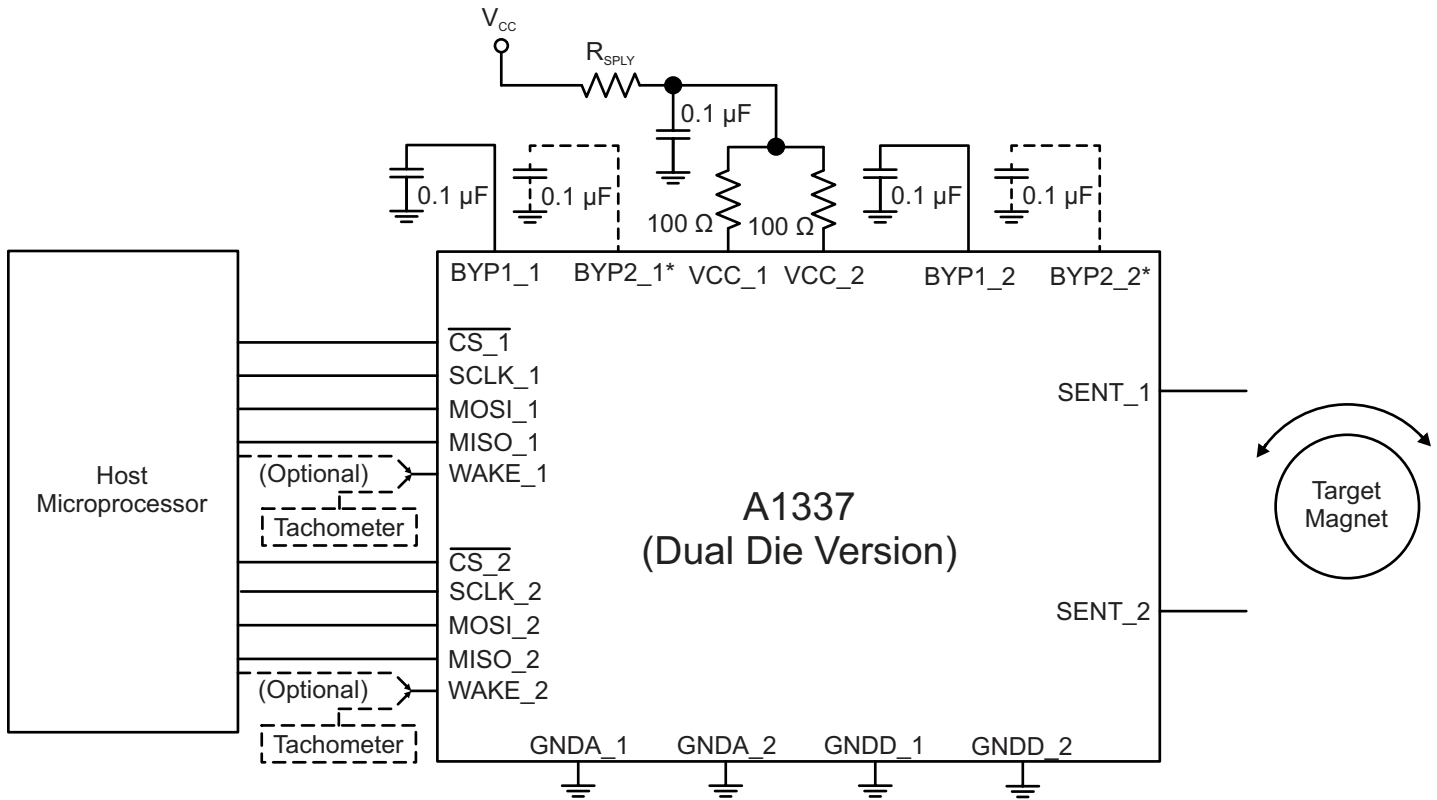 VCC
RSPLY
0.1 µF
0.1 µF
0.1 µF
0.1 µF
0.1 µF
100 Ω
100 Ω
BYP1_1
BYP2_1*
VCC_1
VCC_2
BYP1_2
BYP2_2*
Host
Microprocessor
CS_1
SCLK_1
MOSI_1
MISO_1
(Optional)
WAKE_1
Tachometer
CS_2
SCLK_2
MOSI_2
MISO_2
(Optional)
WAKE_2
Tachometer
A1337
(Dual Die Version)
SENT_1
SENT_2
Target
Magnet
GNDA_1
GNDA_2
GNDD_1
GNDD_2